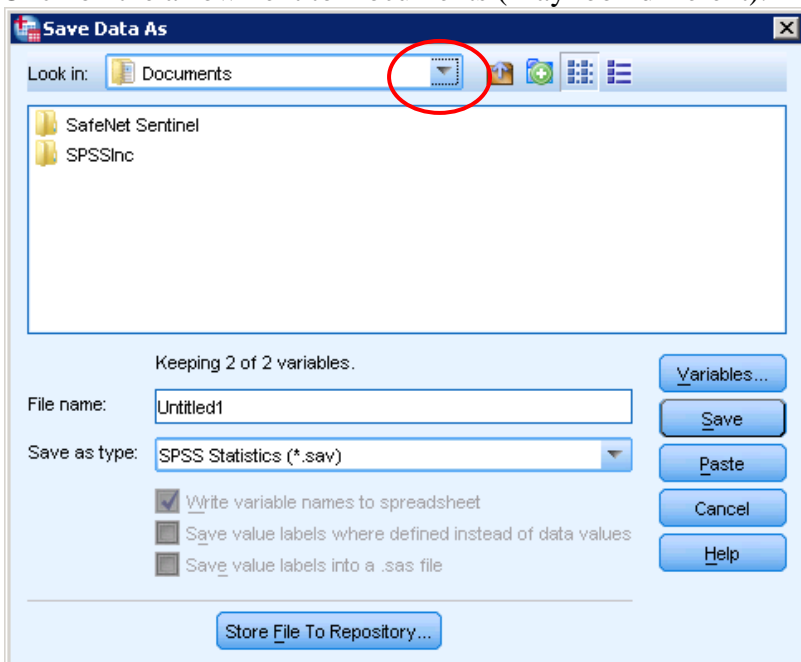 Save Data As
Look in: Documents
SafeNet Sentinel
SPSSInc
Keeping 2 of 2 variables.
Variables...
File name: Untitled1
Save
Save as type: SPSS Statistics (*.sav)
Paste
Write variable names to spreadsheet
Cancel
Save value labels where defined instead of data values
Help
Save value labels into a .sas file
Store File To Repository...